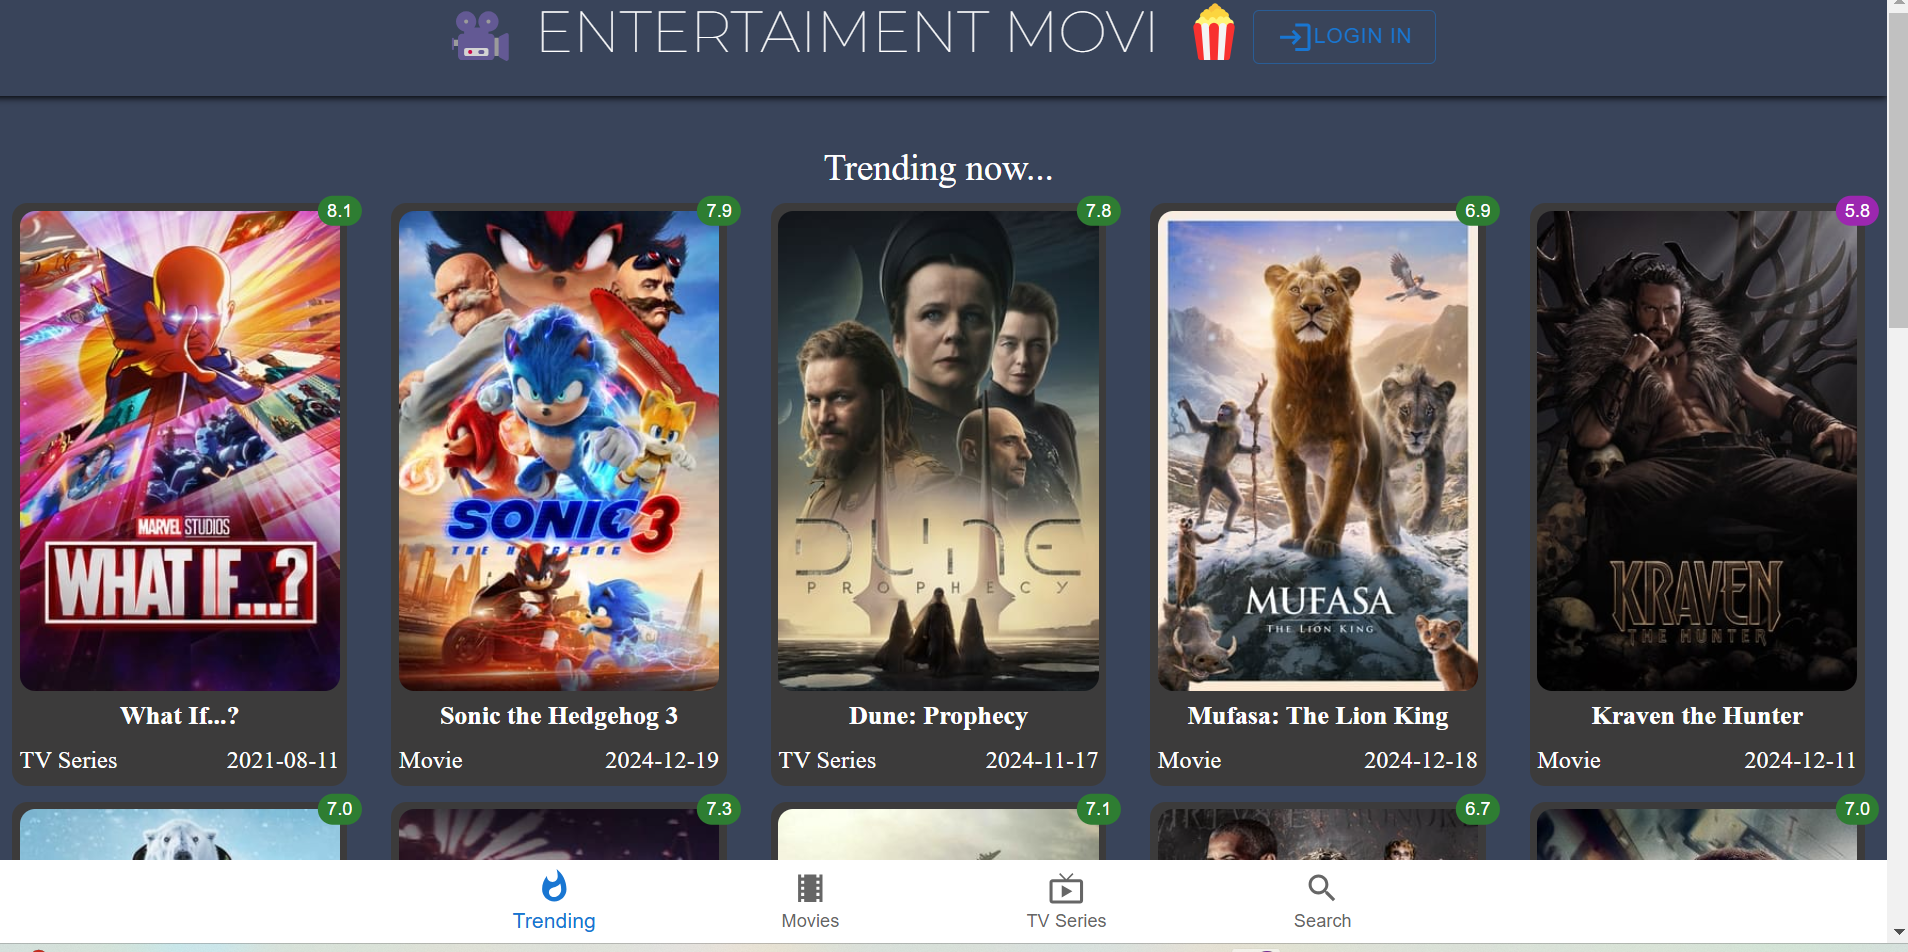 ENTERTAIMENT MOVI
LOGIN IN
Trending now...
8.1
7.9
7.8
6.9
5.8
MARVEL STUDIOS
WHAT IF...?
SONIC 3
THE HEDGEHOG
DUNE
PROPHECY
MUFASA
THE LION KING
KRAVEN
THE HUNTER
What If...?
Sonic the Hedgehog 3
Dune: Prophecy
Mufasa: The Lion King
Kraven the Hunter
TV Series 2021-08-11
Movie 2024-12-19
TV Series 2024-11-17
Movie 2024-12-18
Movie 2024-12-11
7.0
7.3
7.1
6.7
7.0
Trending
Movies
TV Series
Search